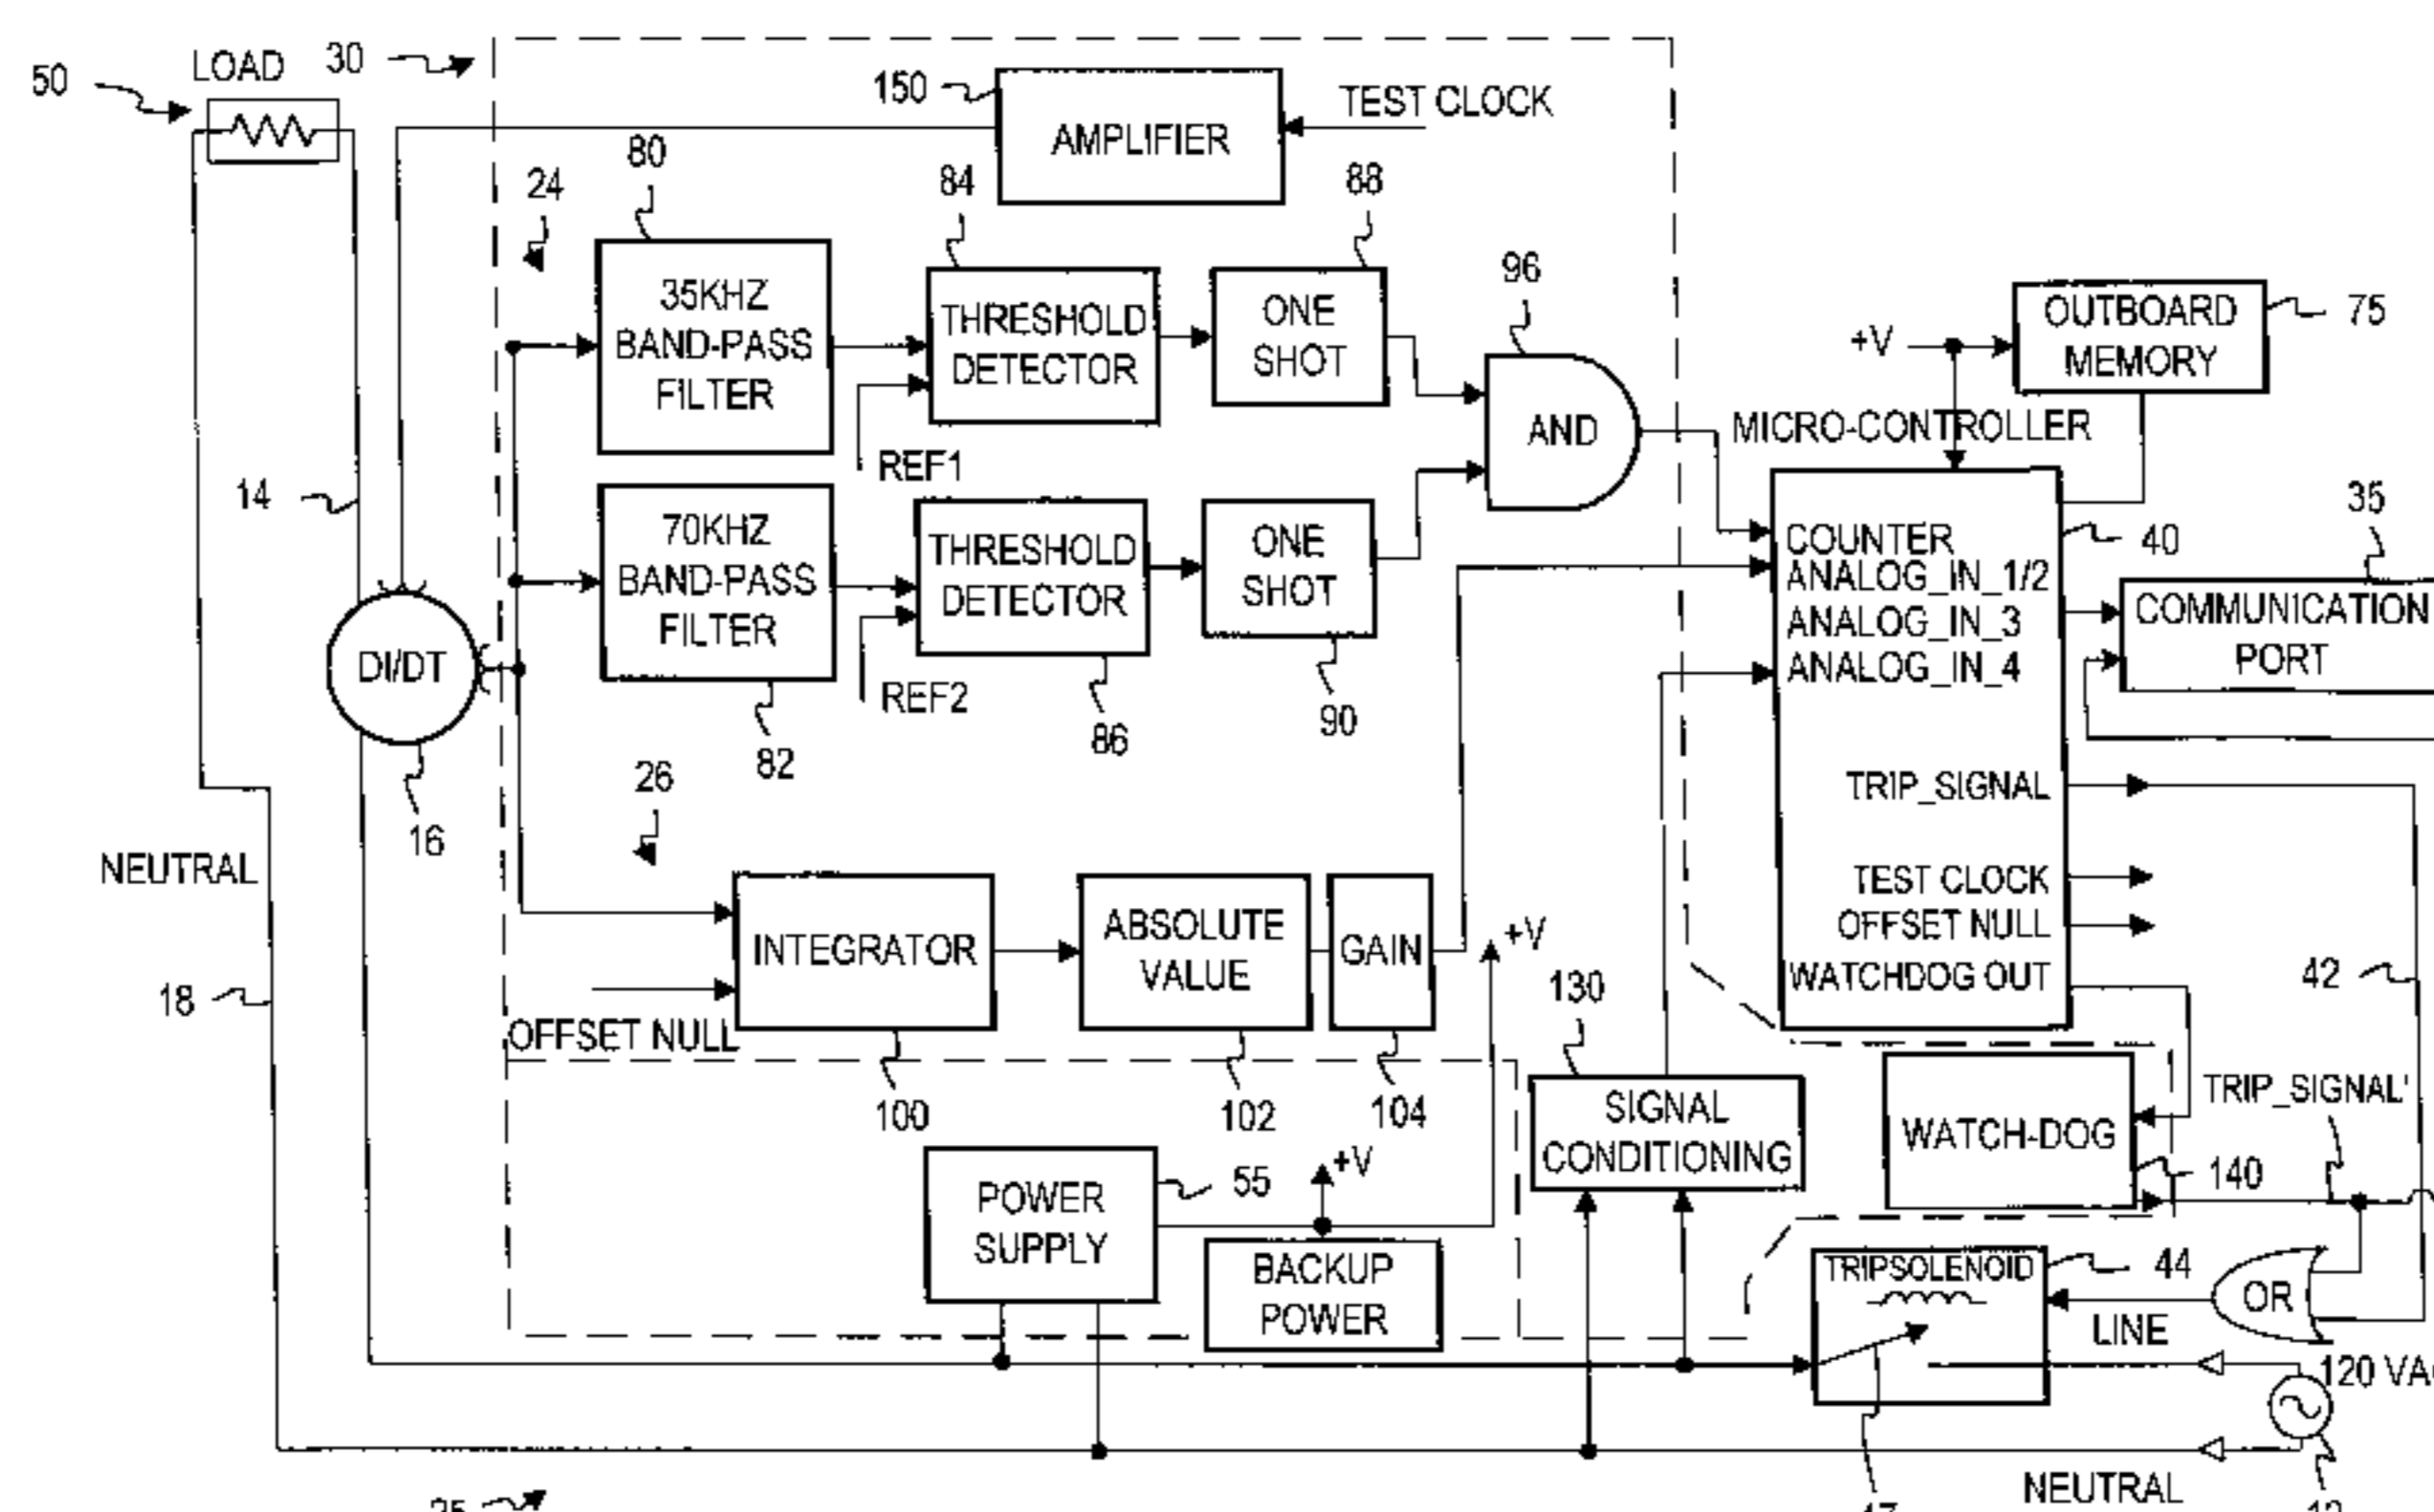 LOAD
50
30
150
AMPLIFIER
TEST CLOCK
80
24
84
88
96
35KHZ
BAND-PASS
FILTER
THRESHOLD
DETECTOR
ONE
SHOT
AND
REF1
+V
OUTBOARD
MEMORY
75
MICRO-CONTROLLER
14
70KHZ
BAND-PASS
FILTER
THRESHOLD
DETECTOR
ONE
SHOT
REF2
82
86
90
COUNTER
ANALOG_IN_1/2
ANALOG_IN_3
ANALOG_IN_4
40
35
COMMUNICATION
PORT
DI/DT
16
26
TRIP_SIGNAL
TEST CLOCK
OFFSET NULL
WATCHDOG OUT
NEUTRAL
18
INTEGRATOR
ABSOLUTE
VALUE
GAIN
+V
OFFSET NULL
100
102
104
130
42
SIGNAL
CONDITIONING
WATCH-DOG
TRIP_SIGNAL'
140
POWER
SUPPLY
55
+V
BACKUP
POWER
TRIPSOLENOID
44
OR
LINE
120 VA
NEUTRAL